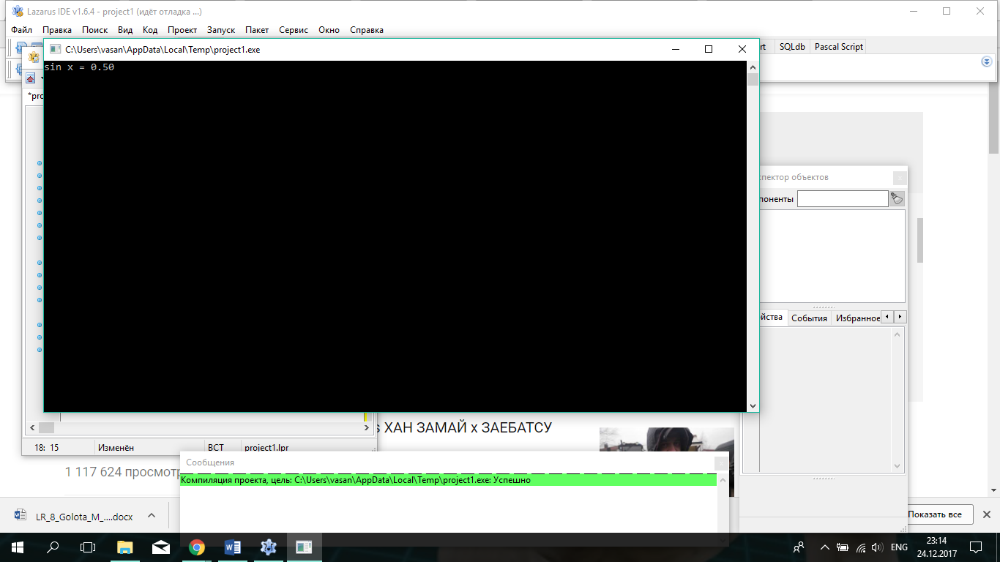 Lazarus IDE v1.6.4 - project1 (идёт отладка ...)
Файл Правка Поиск Вид Код Проект Запуск Пакет Сервис Окно Справка
C:\Users\vasan\AppData\Local\Temp\project1.exe
rt SQLdb Pascal Script
sin x = 0.50
*pro
спектор объектов
поненты
йства События Избранное
s ХАН ЗАМАЙ x ЗАЕБАТСУ
18: 15 Изменён ВСТ project1.lpr
1 117 624 просмотр
Сообщения
Компиляция проекта, цель: C:\Users\vasan\AppData\Local\Temp\project1.exe: Успешно
LR_8_Golota_M_....docx
Показать все
ENG
23:14
24.12.2017